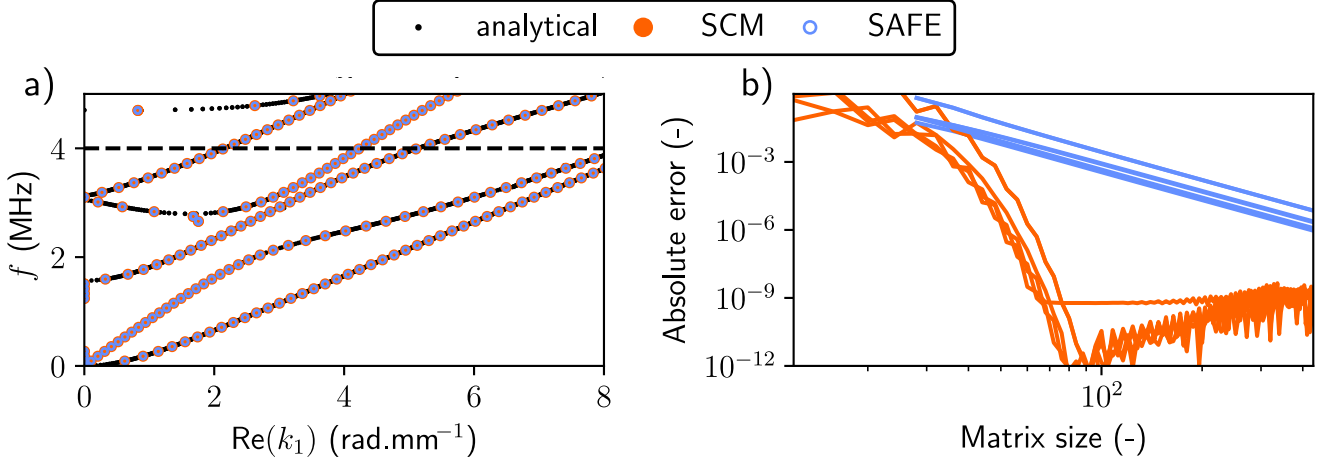 analytical SCM SAFE
a)
f (MHz)
4
2
0
0 2 4 6 8
Re(k₁) (rad.mm⁻¹)
b)
Absolute error (-)
10⁻³
10⁻⁶
10⁻⁹
10⁻¹²
10²
Matrix size (-)